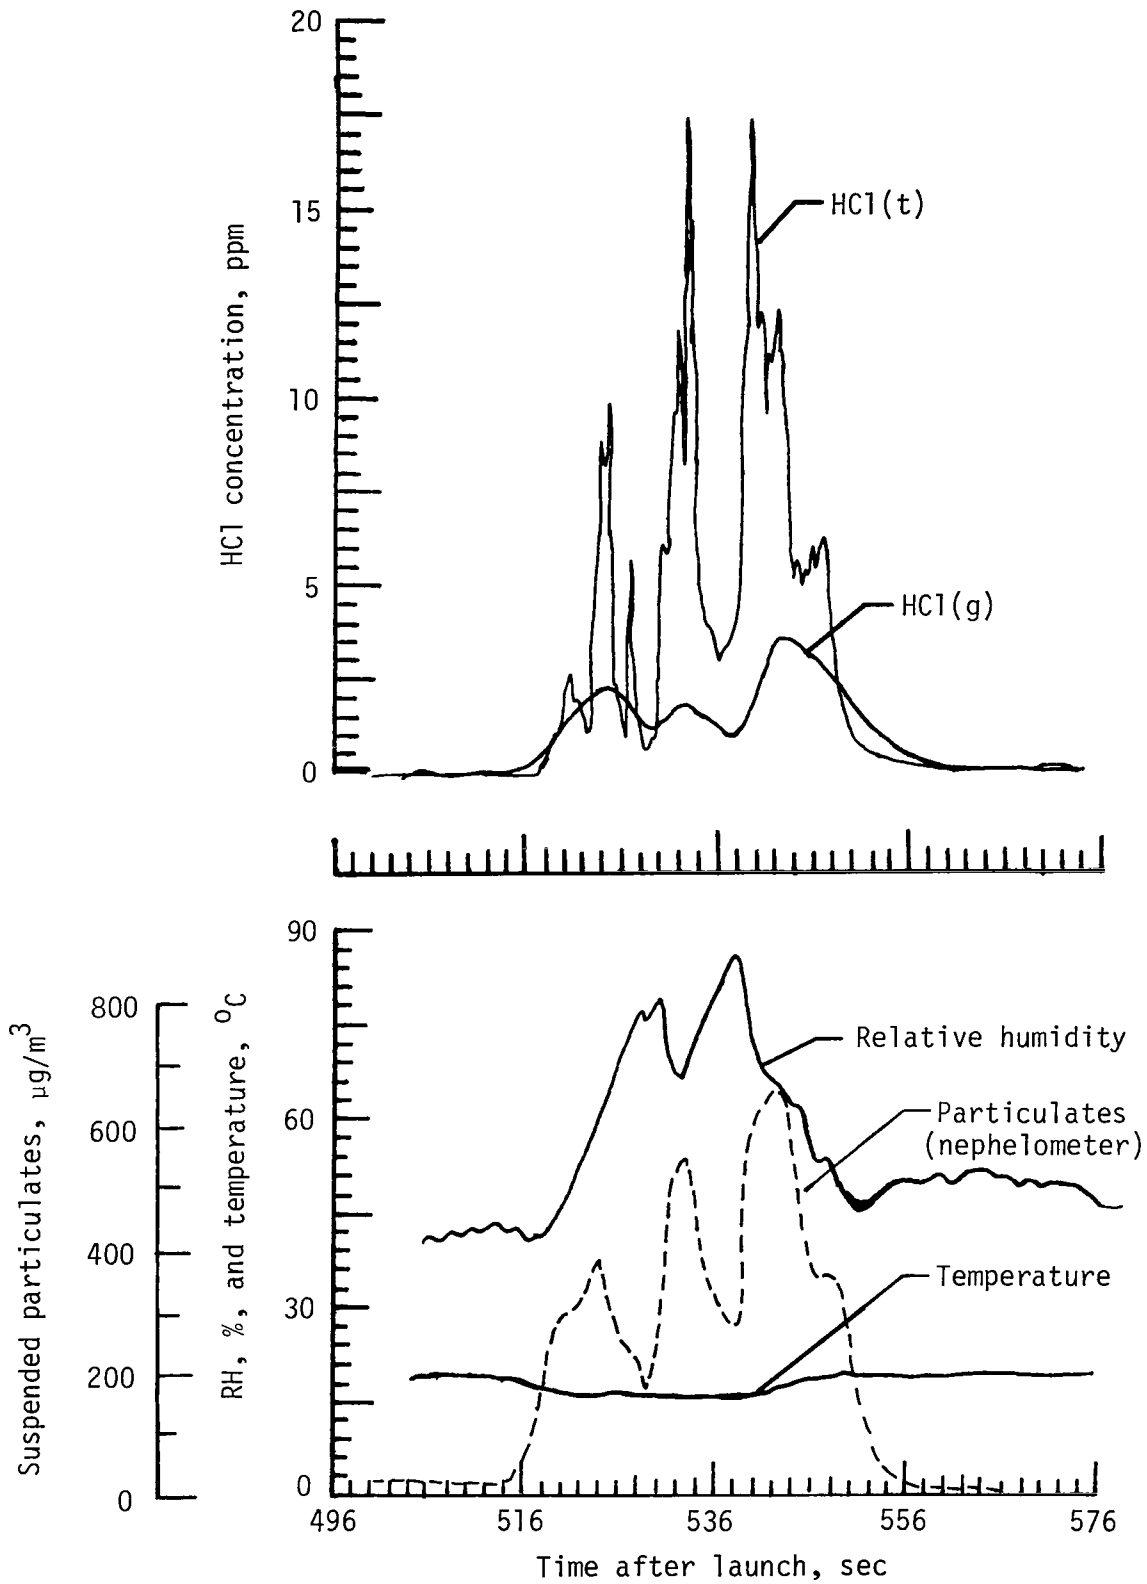 20
15
10
5
0
HCl concentration, ppm
HCl(t)
HCl(g)
90
60
30
0
RH, %, and temperature, °C
800
600
400
200
0
Suspended particulates, µg/m³
Relative humidity
Particulates
(nephelometer)
Temperature
496 516 536 556 576
Time after launch, sec